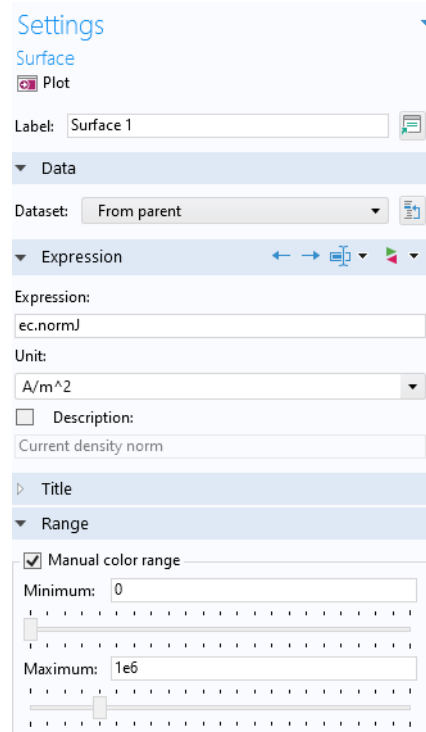 Settings
Surface
Plot
Label: Surface 1
Data
Dataset: From parent
Expression
Expression:
ec.normJ
Unit:
A/m^2
Description:
Current density norm
Title
Range
Manual color range
Minimum: 0
Maximum: 1e6